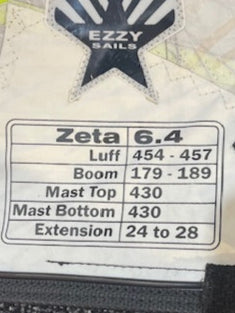 EZZY
SAILS
Zeta 6.4
Luff 454 - 457
Boom 179 - 189
Mast Top 430
Mast Bottom 430
Extension 24 to 28